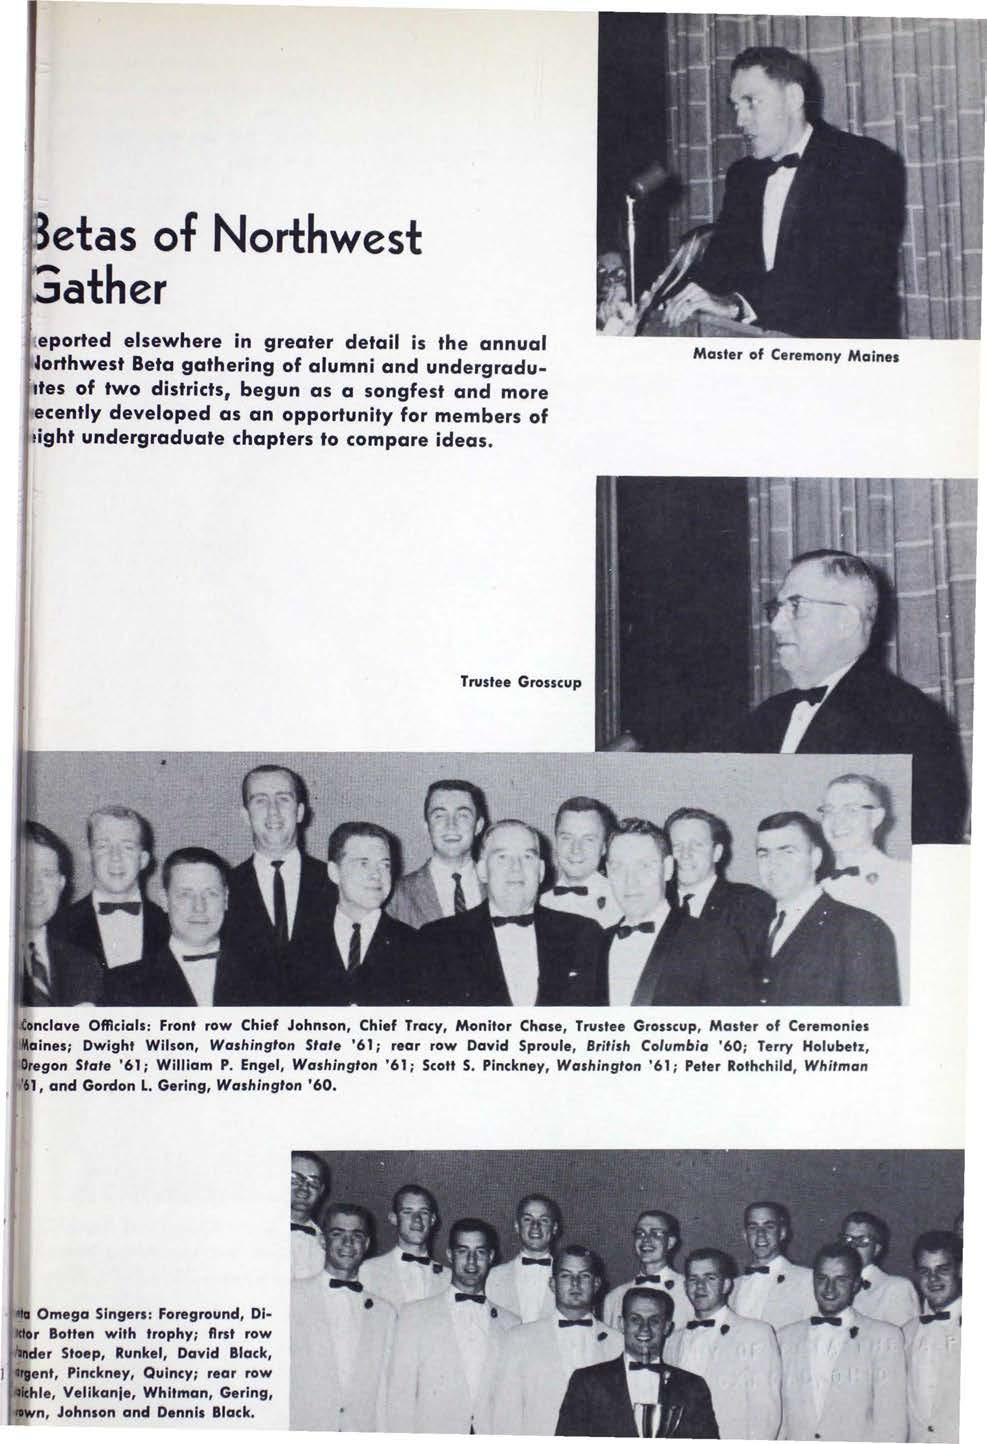 Betas of Northwest
Gather
eported elsewhere in greater detail is the annual
Northwest Beta gathering of alumni and undergradu-
ates of two districts, begun as a songfest and more
ecently developed as an opportunity for members of
eight undergraduate chapters to compare ideas.
Master of Ceremony Maines
Trustee Grosscup
Conclave Officials: Front row Chief Johnson, Chief Tracy, Monitor Chase, Trustee Grosscup, Master of Ceremonies
Maines; Dwight Wilson, Washington State '61; rear row David Sproule, British Columbia '60; Terry Holubetz,
Oregon State '61; William P. Engel, Washington '61; Scott S. Pinckney, Washington '61; Peter Rothchild, Whitman
'61, and Gordon L. Gering, Washington '60.
Omega Singers: Foreground, Di-
ctor Botten with trophy; first row
ander Stoep, Runkel, David Black,
argent, Pinckney, Quincy; rear row
aichle, Velikanje, Whitman, Gering,
rown, Johnson and Dennis Black.